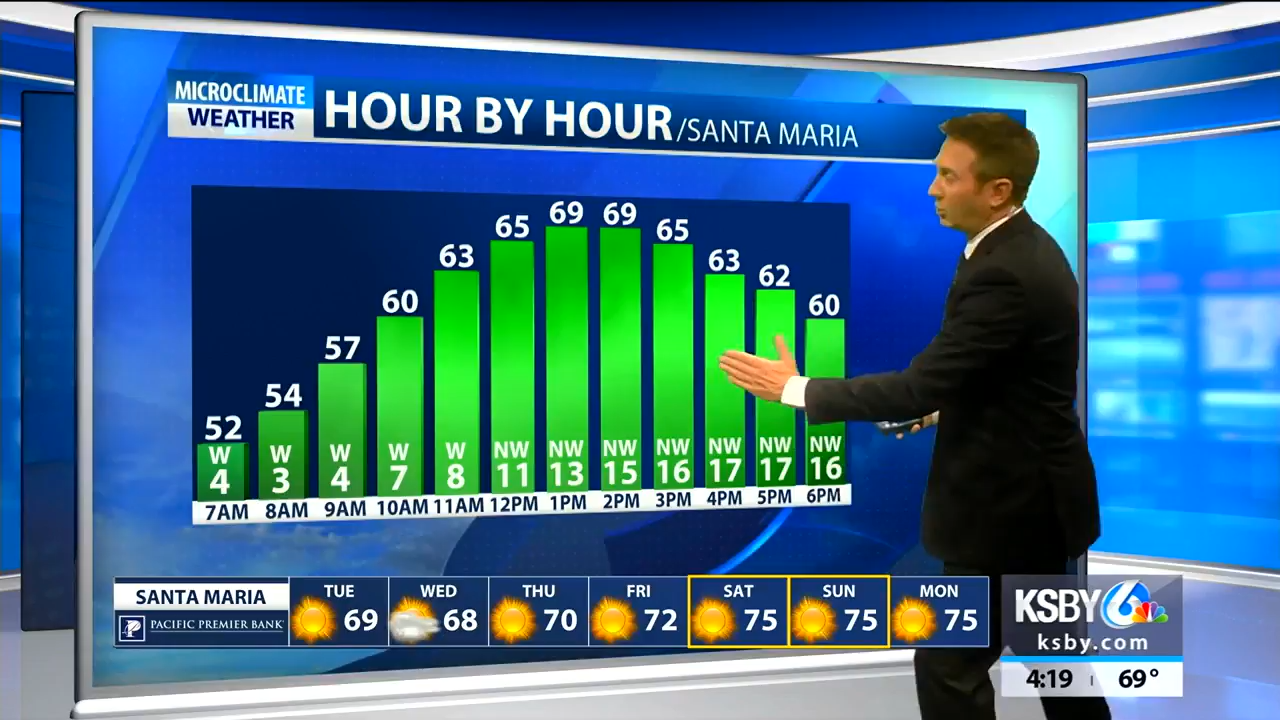 MICROCLIMATE
WEATHER
HOUR BY HOUR /SANTA MARIA
52 54 57 60 63 65 69 69 65 63 62 60
W W W W W NW NW NW NW NW NW NW
4 3 4 7 8 11 13 15 16 17 17 16
7AM 8AM 9AM 10AM 11AM 12PM 1PM 2PM 3PM 4PM 5PM 6PM
SANTA MARIA
PACIFIC PREMIER BANK
TUE WED THU FRI SAT SUN MON
69 68 70 72 75 75 75
KSBY 6
ksby.com
4:19 69°